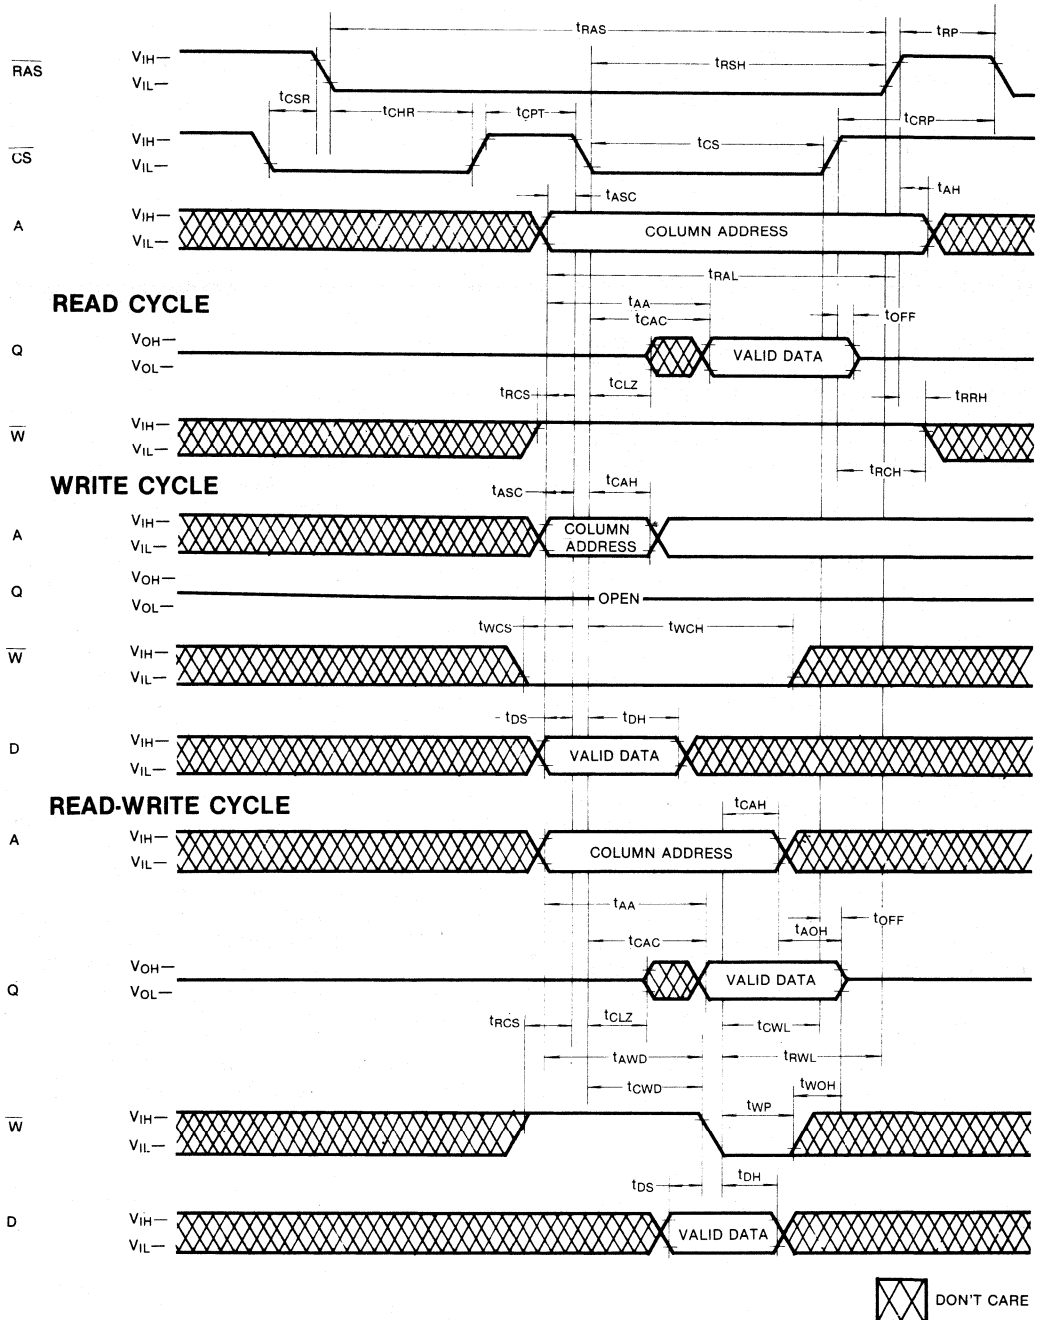 tRAS
tRP
RAS
VIH—
VIL—
tRSH
tCSR
tCHR
tCPT
tCRP
CS
VIH—
VIL—
tCS
tASC
tAH
A
VIH—
VIL—
COLUMN ADDRESS
tRAL
READ CYCLE
tAA
tCAC
tOFF
Q
VOH—
VOL—
VALID DATA
tRCS
tCLZ
tRRH
W
VIH—
VIL—
tRCH
WRITE CYCLE
tASC
tCAH
A
VIH—
VIL—
COLUMN
ADDRESS
Q
VOH—
VOL—
OPEN
tWCS
tWCH
W
VIH—
VIL—
tDS
tDH
D
VIH—
VIL—
VALID DATA
READ-WRITE CYCLE
tCAH
A
VIH—
VIL—
COLUMN ADDRESS
tAA
tOFF
tAOH
tCAC
Q
VOH—
VOL—
VALID DATA
tRCS
tCLZ
tCWL
tAWD
tRWL
tCWD
tWOH
tWP
W
VIH—
VIL—
tDS
tDH
D
VIH—
VIL—
VALID DATA
DON'T CARE